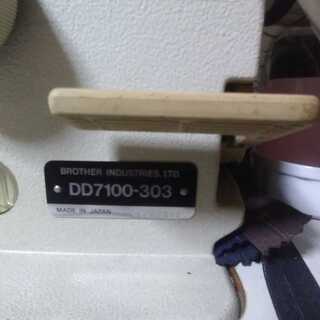 BROTHER INDUSTRIES, LTD.
DD7100-303
MADE IN JAPAN